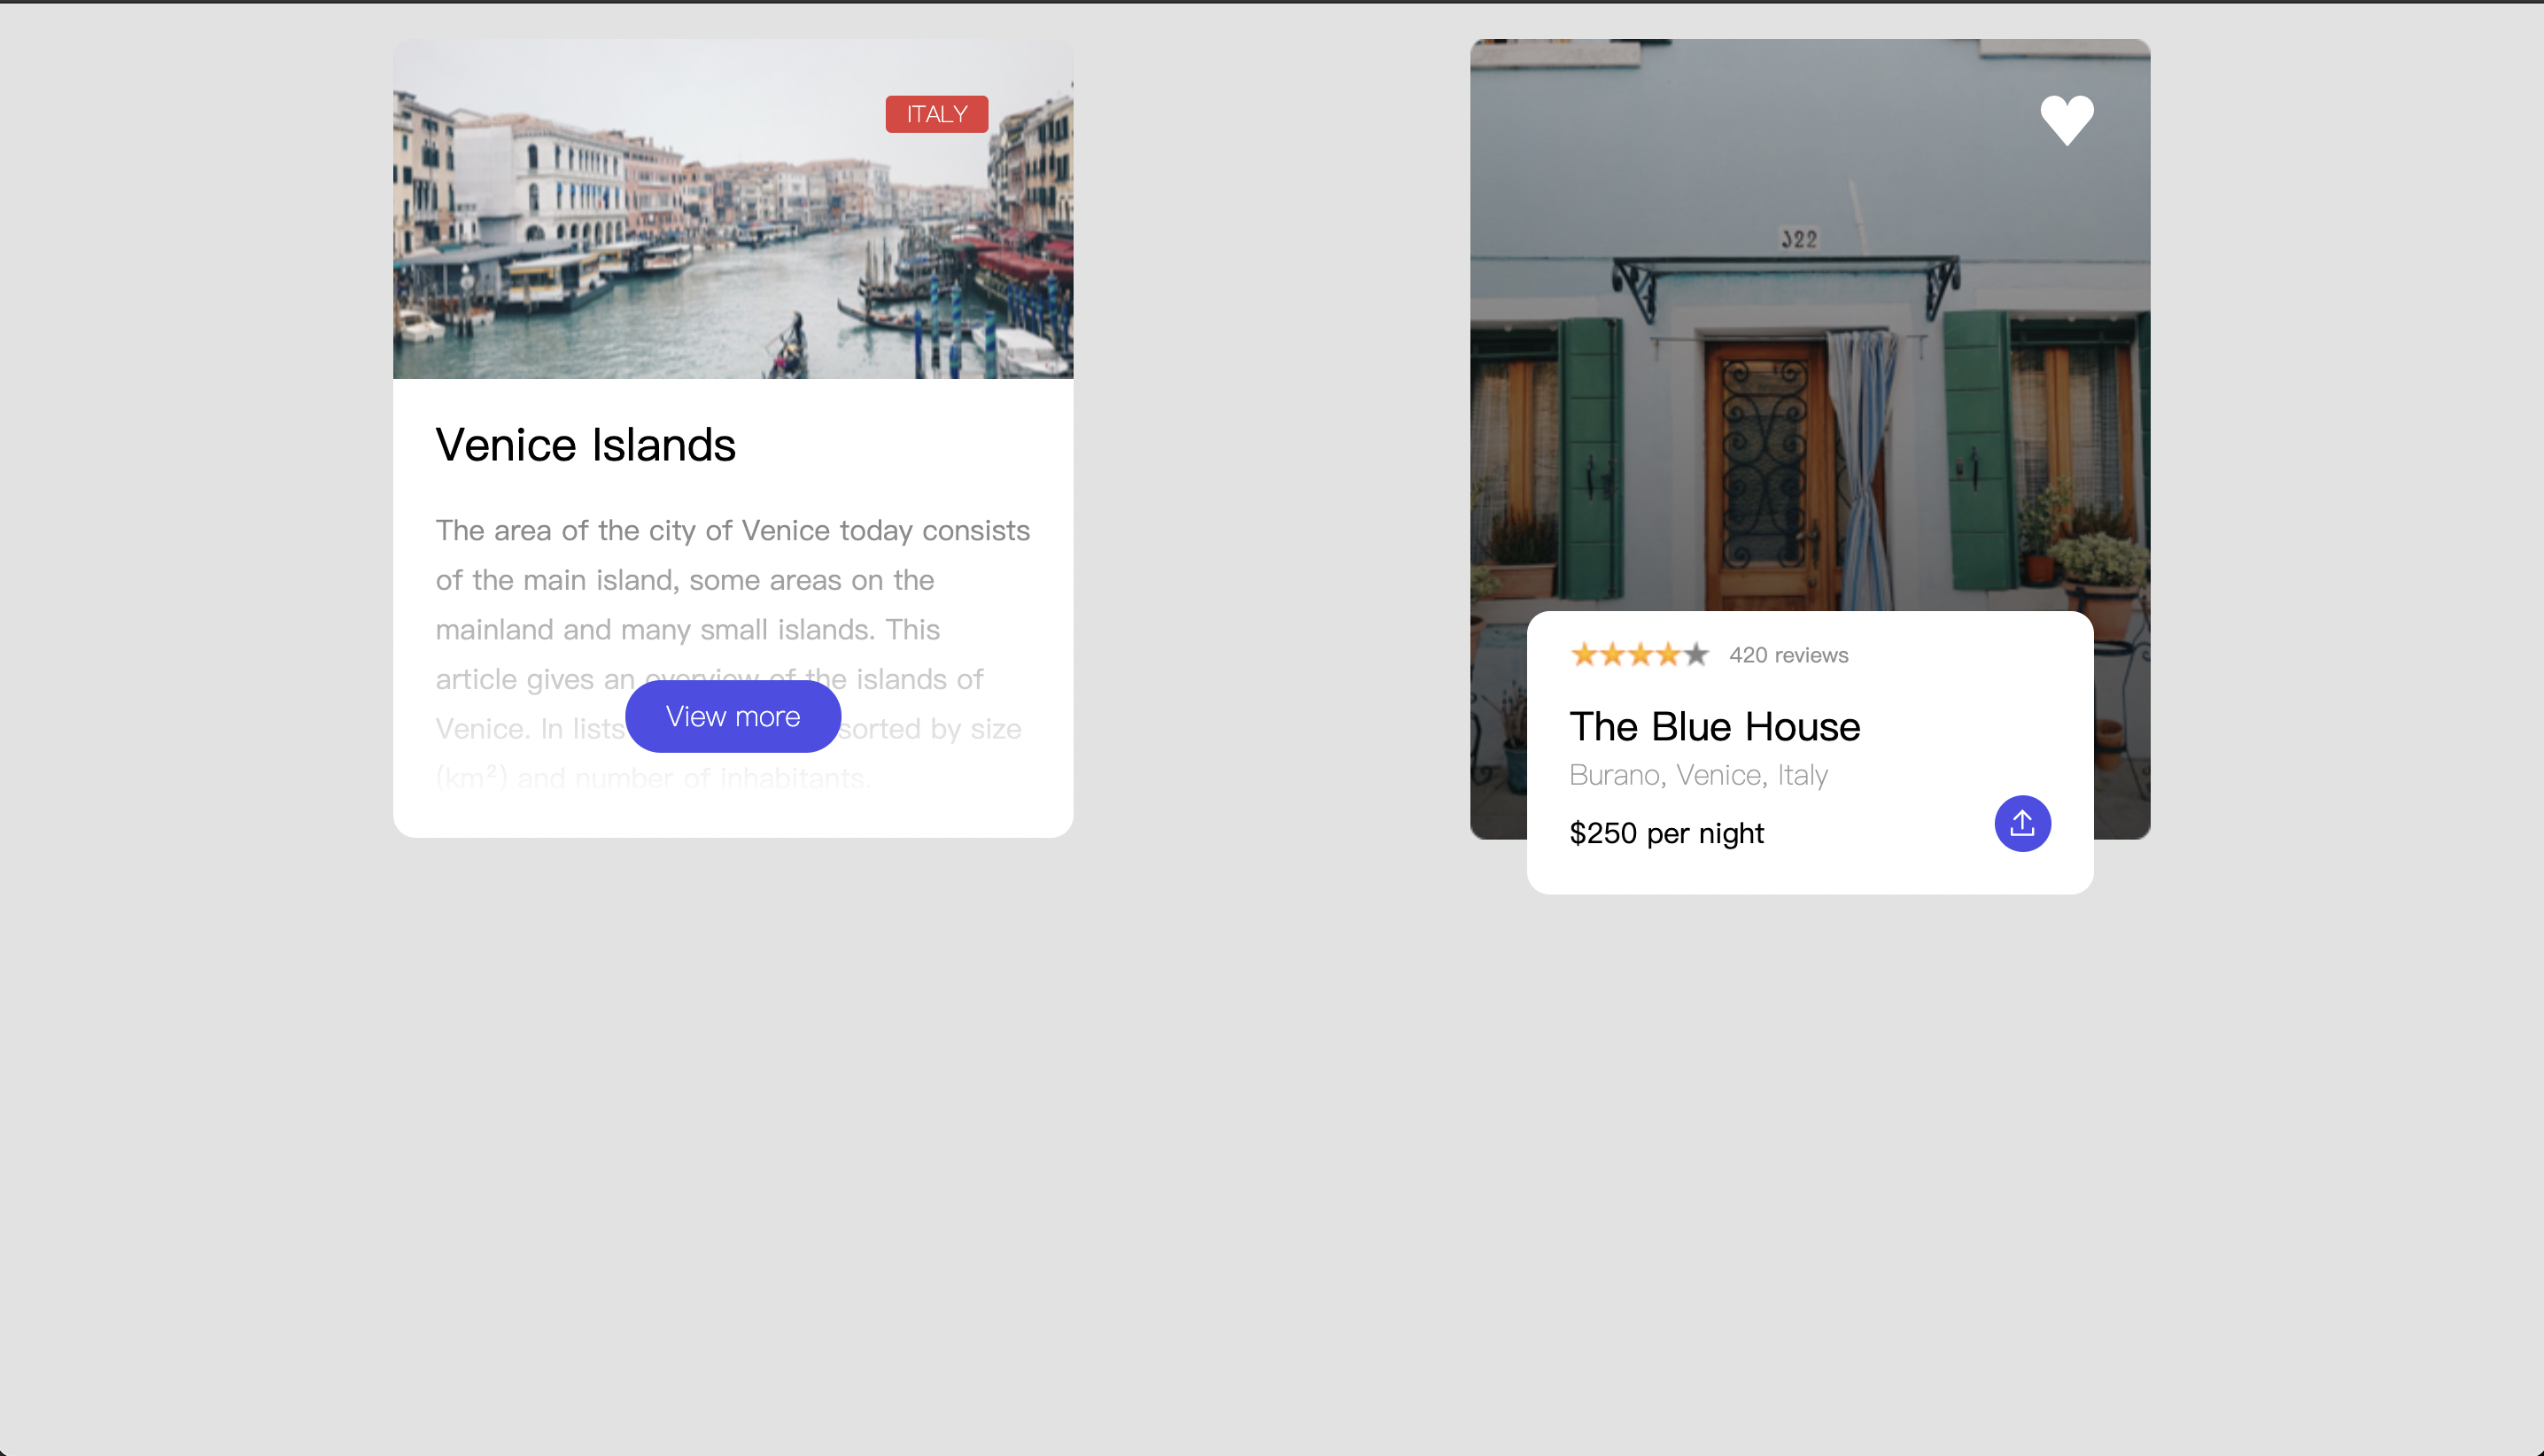 ITALY
Venice Islands
The area of the city of Venice today consists
of the main island, some areas on the
mainland and many small islands. This
article gives an overview of the islands of
Venice. In lists sorted by size
(km²) and number of inhabitants.
View more
322
420 reviews
The Blue House
Burano, Venice, Italy
$250 per night